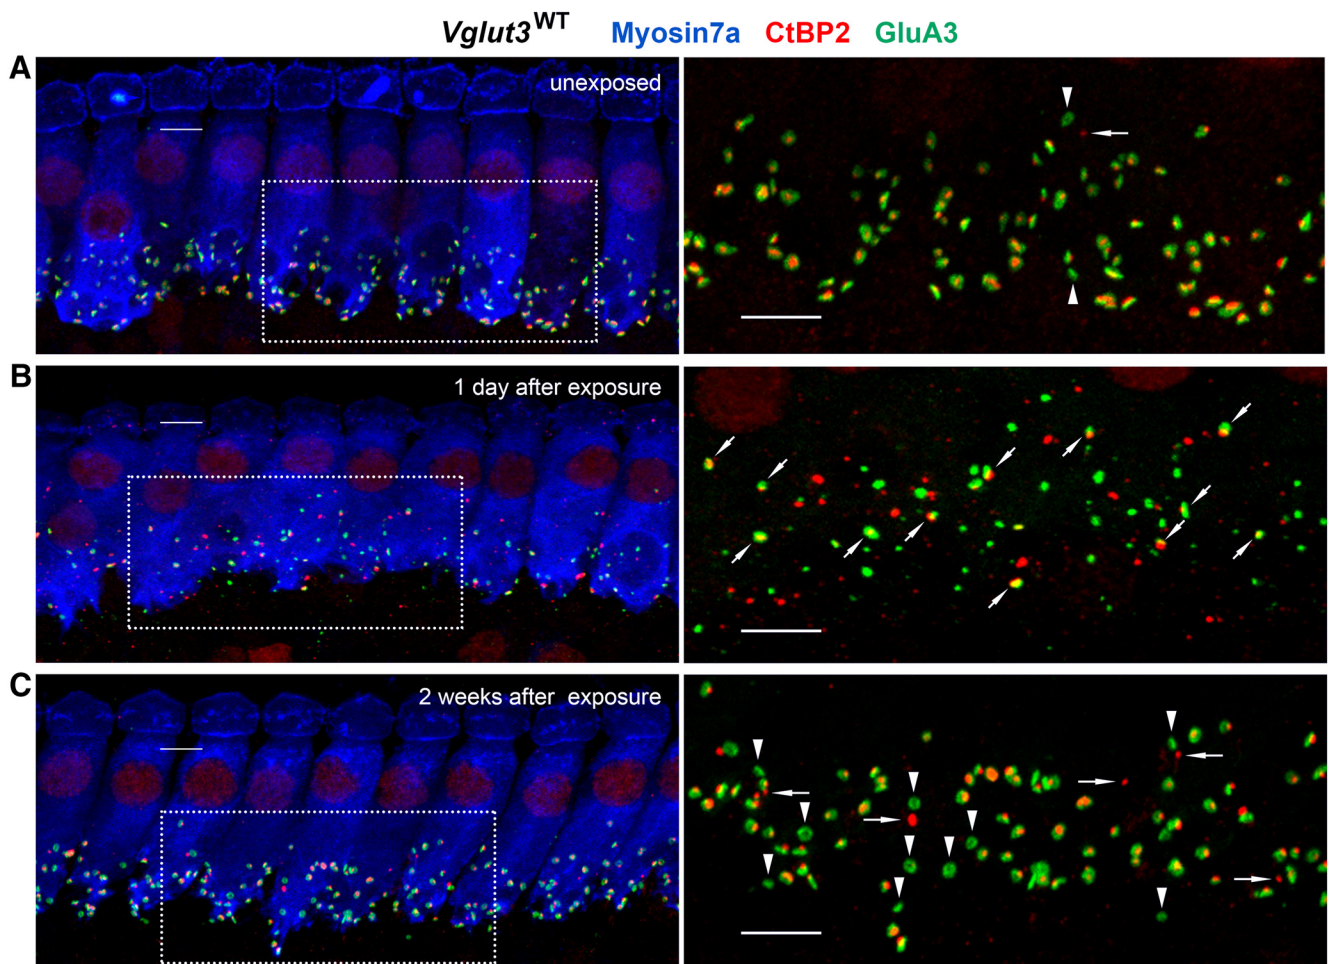 Vglut3WT Myosin7a CtBP2 GluA3
A unexposed
B 1 day after exposure
C 2 weeks after exposure